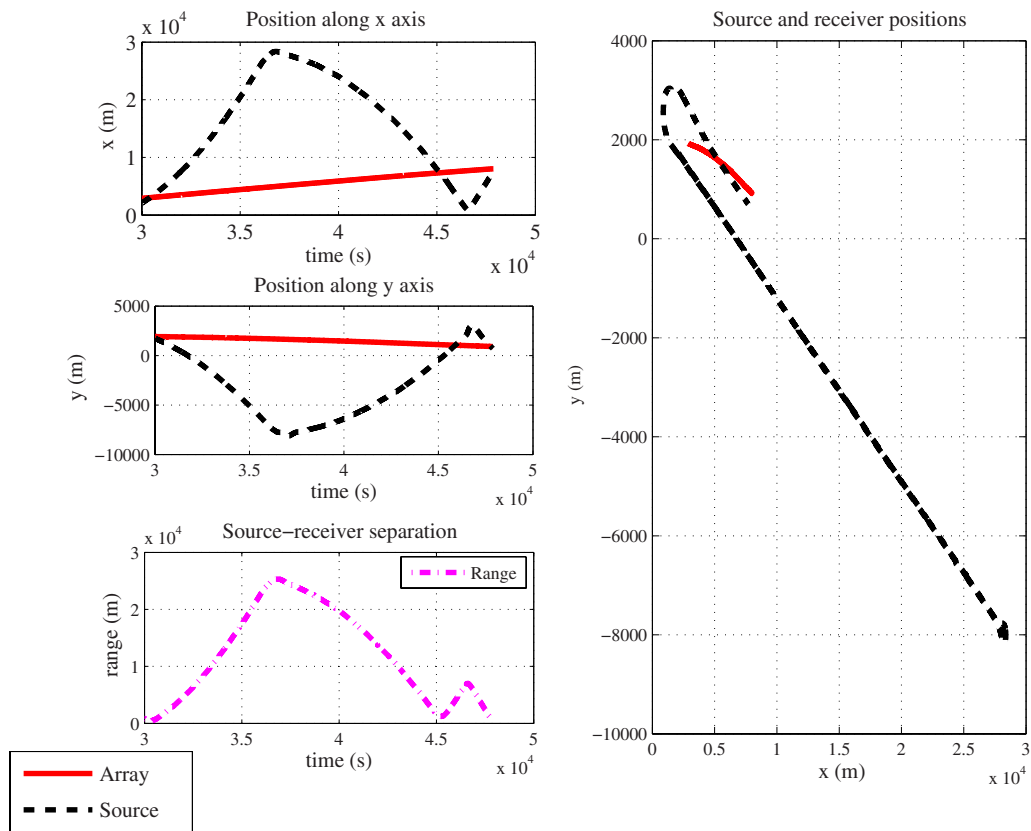 Position along x axis
x 10^4
3
2
1
0
x (m)
3 3.5 4 4.5 5
time (s)
x 10^4
Position along y axis
5000
0
−5000
−10000
y (m)
3 3.5 4 4.5 5
time (s)
x 10^4
Source−receiver separation
x 10^4
3
2
1
0
range (m)
Range
3 3.5 4 4.5 5
time (s)
x 10^4
Array
Source
Source and receiver positions
4000
2000
0
−2000
−4000
−6000
−8000
−10000
y (m)
0 0.5 1 1.5 2 2.5 3
x (m)
x 10^4